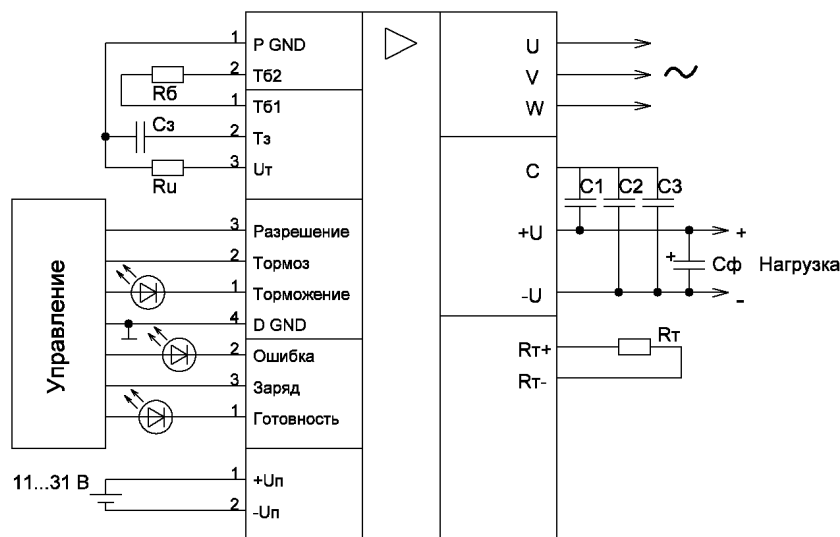 1 P GND
2 Тб2
Rб
1 Тб1
Сз
2 Тз
3 Uт
Ru
Управление
3 Разрешение
2 Тормоз
1 Торможение
4 D GND
2 Ошибка
3 Заряд
1 Готовность
11...31 В
1 +Uп
2 -Uп
U
V
W
~
C
C1 C2 C3
+U
+
+ Сф Нагрузка
-U
-
Rт+
Rт
Rт-